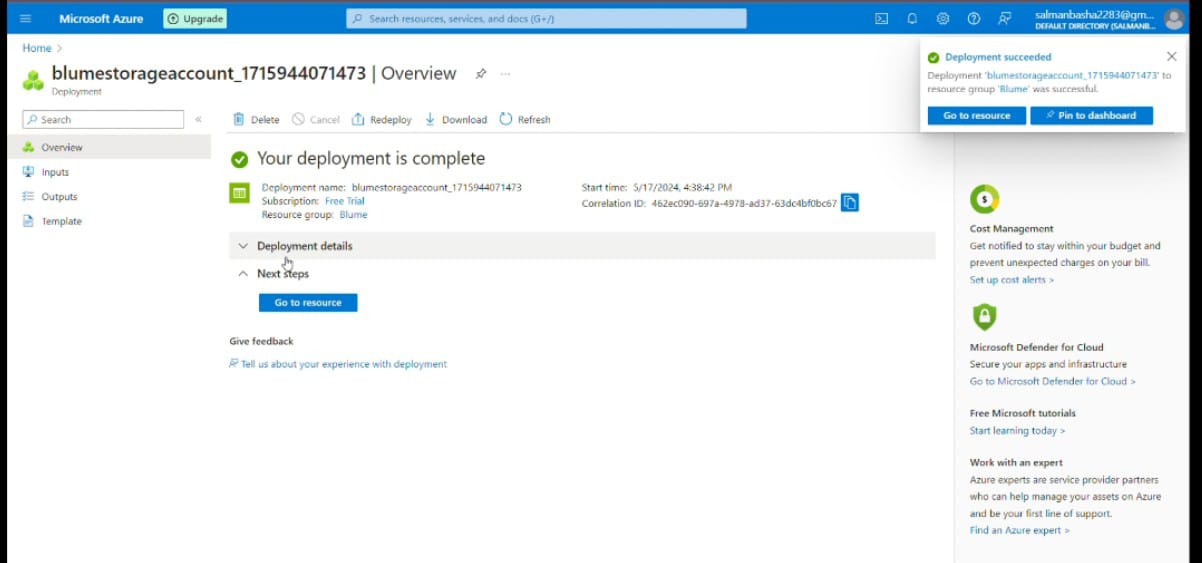 Microsoft Azure
Upgrade
Search resources, services, and docs (G+/)
salmanbasha2283@gm...
DEFAULT DIRECTORY (SALMANB...
Home >
blumestorageaccount_1715944071473 | Overview
Deployment
Deployment succeeded
Deployment 'blumestorageaccount_1715944071473' to
resource group 'Blume' was successful.
Go to resource
Pin to dashboard
Search
Overview
Inputs
Outputs
Template
Delete
Cancel
Redeploy
Download
Refresh
Your deployment is complete
Deployment name: blumestorageaccount_1715944071473
Subscription: Free Trial
Resource group: Blume
Start time: 5/17/2024, 4:38:42 PM
Correlation ID: 462ec090-697a-4978-ad37-63dc4bf0bc67
Deployment details
Next steps
Go to resource
Give feedback
Tell us about your experience with deployment
Cost Management
Get notified to stay within your budget and
prevent unexpected charges on your bill.
Set up cost alerts >
Microsoft Defender for Cloud
Secure your apps and infrastructure
Go to Microsoft Defender for Cloud >
Free Microsoft tutorials
Start learning today >
Work with an expert
Azure experts are service provider partners
who can help manage your assets on Azure
and be your first line of support.
Find an Azure expert >